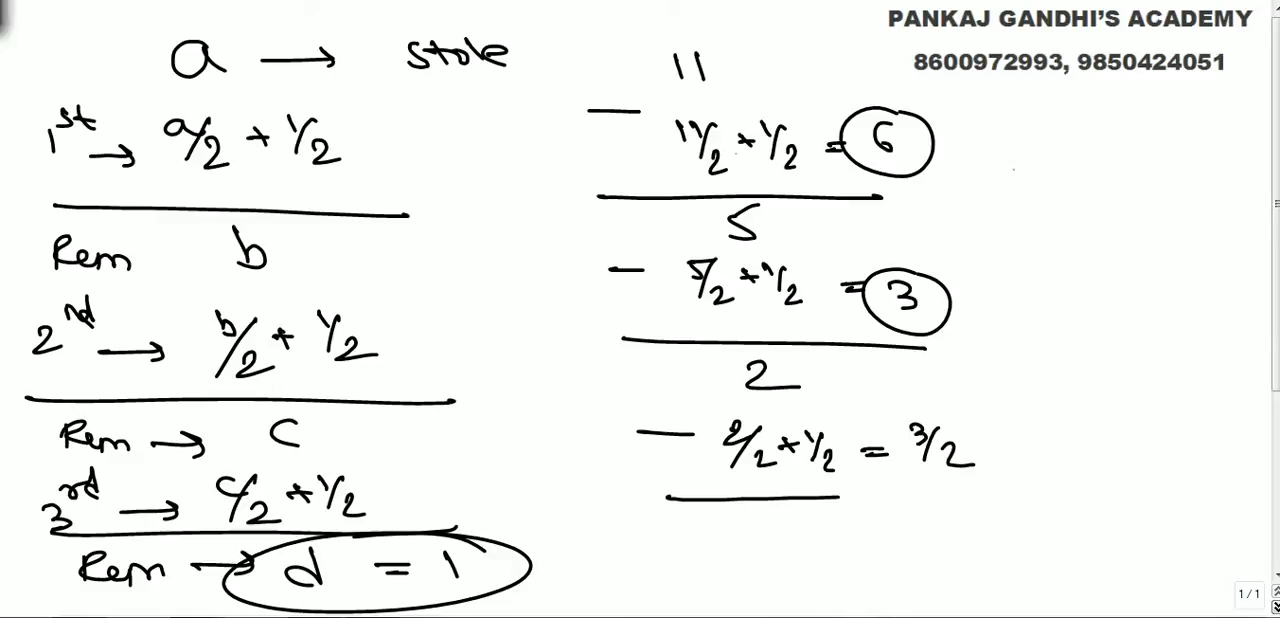 PANKAJ GANDHI'S ACADEMY
8600972993, 9850424051
a → stole
1st → a/2 + 1/2
Rem b
2nd → b/2 + 1/2
Rem → c
3rd → c/2 + 1/2
Rem → d = 1
11
— 11/2 + 1/2 = 6
5
— 5/2 + 1/2 = 3
2
— 2/2 + 1/2 = 3/2
1 / 1